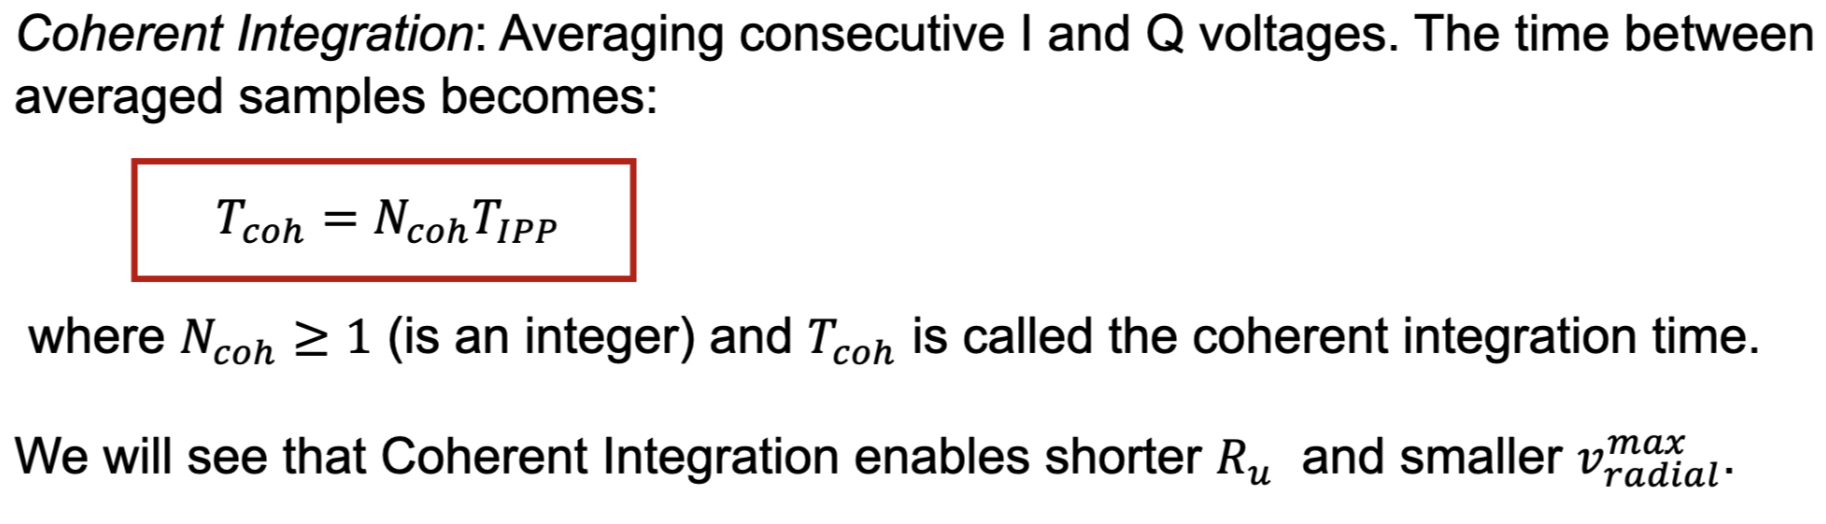 Coherent Integration: Averaging consecutive I and Q voltages. The time between
averaged samples becomes:
T_{coh} = N_{coh}T_{IPP}
where N_{coh} ≥ 1 (is an integer) and T_{coh} is called the coherent integration time.
We will see that Coherent Integration enables shorter R_u and smaller v_{radial}^{max}.